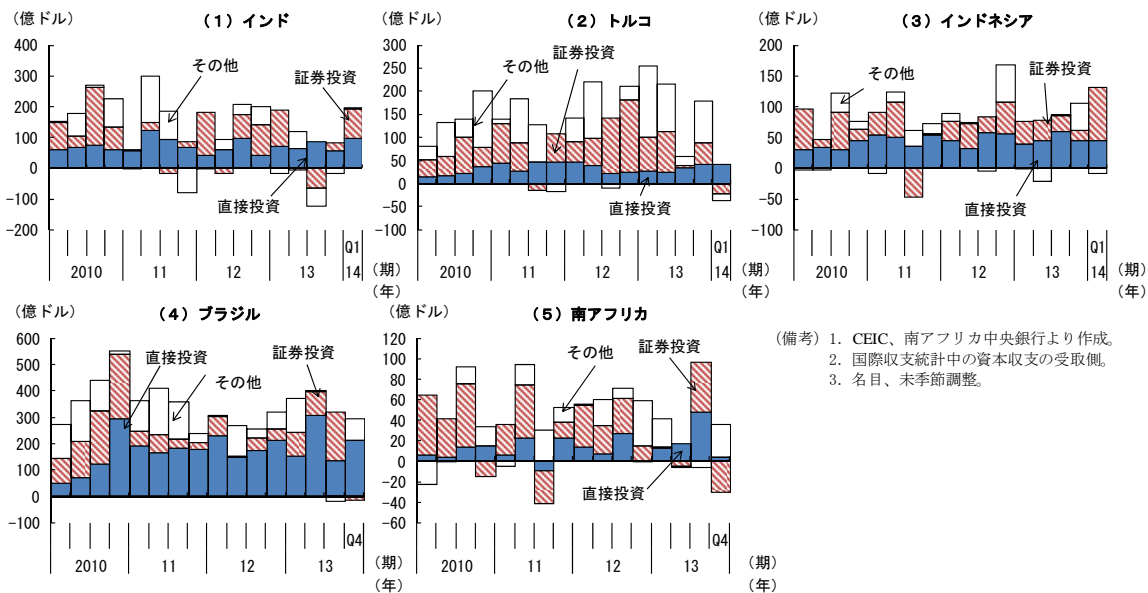 (1) インド
(億ドル)
400
300
200
100
0
-100
-200
その他
証券投資
直接投資
Q1
2010 11 12 13 14
(期)
(年)
(2) トルコ
(億ドル)
300
250
200
150
100
50
0
-50
-100
その他
証券投資
直接投資
Q1
2010 11 12 13 14
(期)
(年)
(3) インドネシア
(億ドル)
200
150
100
50
0
-50
-100
その他
証券投資
直接投資
Q1
2010 11 12 13 14
(期)
(年)
(4) ブラジル
(億ドル)
600
500
400
300
200
100
0
-100
直接投資
その他
証券投資
Q4
2010 11 12 13
(期)
(年)
(5) 南アフリカ
(億ドル)
120
100
80
60
40
20
0
-20
-40
-60
その他
証券投資
直接投資
Q4
2010 11 12 13
(期)
(年)
(備考) 1. CEIC、南アフリカ中央銀行より作成。
2. 国際収支統計中の資本収支の受取側。
3. 名目、未季節調整。